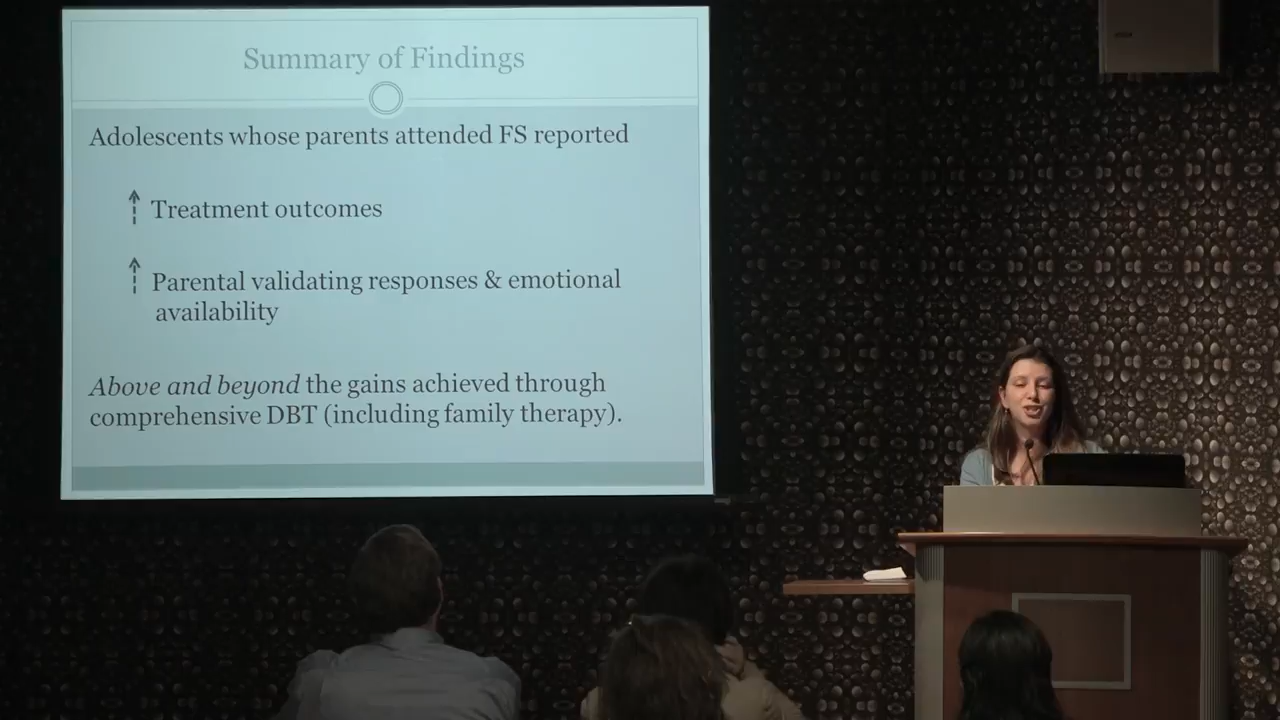 Summary of Findings
Adolescents whose parents attended FS reported
Treatment outcomes
Parental validating responses & emotional
availability
Above and beyond the gains achieved through
comprehensive DBT (including family therapy).